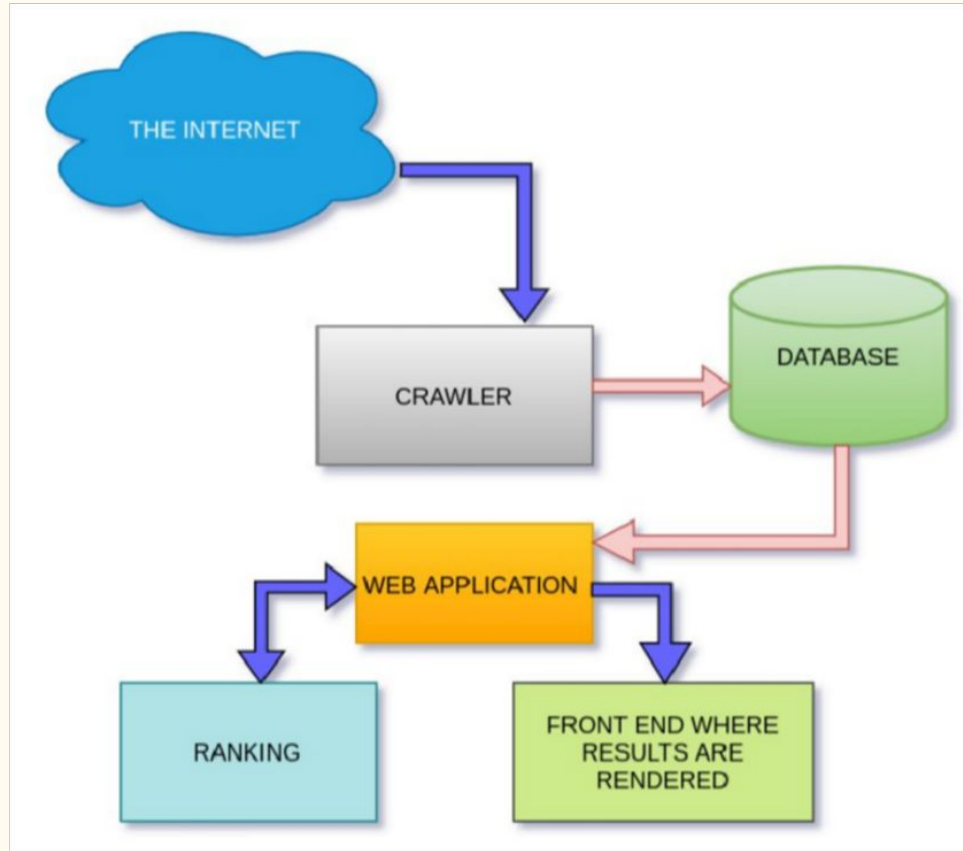 THE INTERNET
CRAWLER
DATABASE
WEB APPLICATION
RANKING
FRONT END WHERE
RESULTS ARE
RENDERED